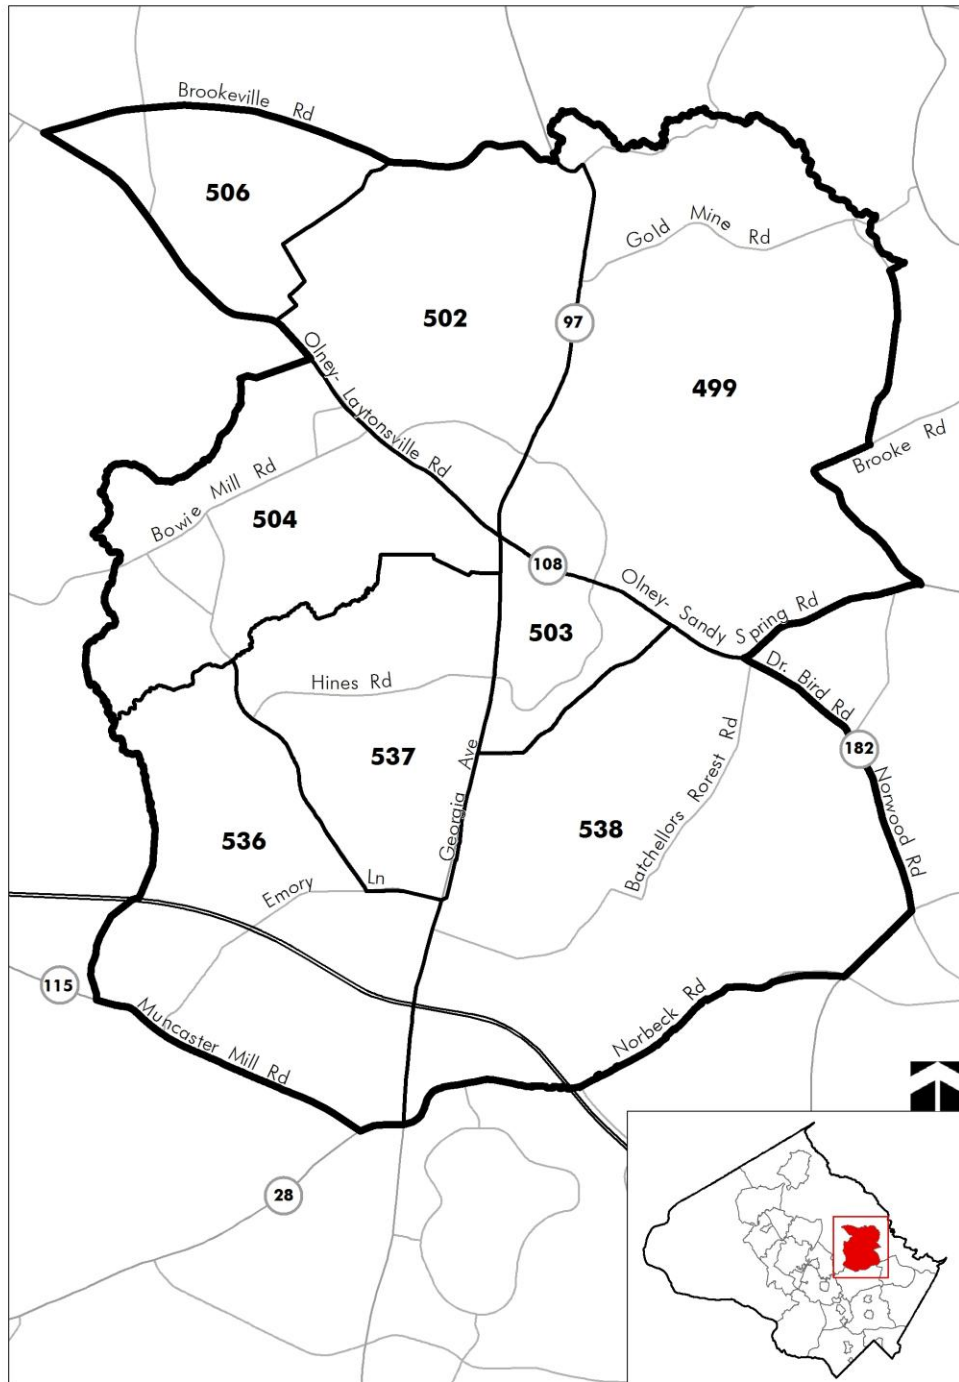 Brookeville Rd
506
Gold Mine Rd
502
97
Olney-Laytonsville Rd
499
Brooke Rd
Bowie Mill Rd
504
108
Olney-Sandy Spring Rd
503
Dr. Bird Rd
Hines Rd
537
Georgia Ave
182
Norwood Rd
538
Batchellors Rorest Rd
536
Emory Ln
115
Muncaster Mill Rd
Norbeck Rd
28